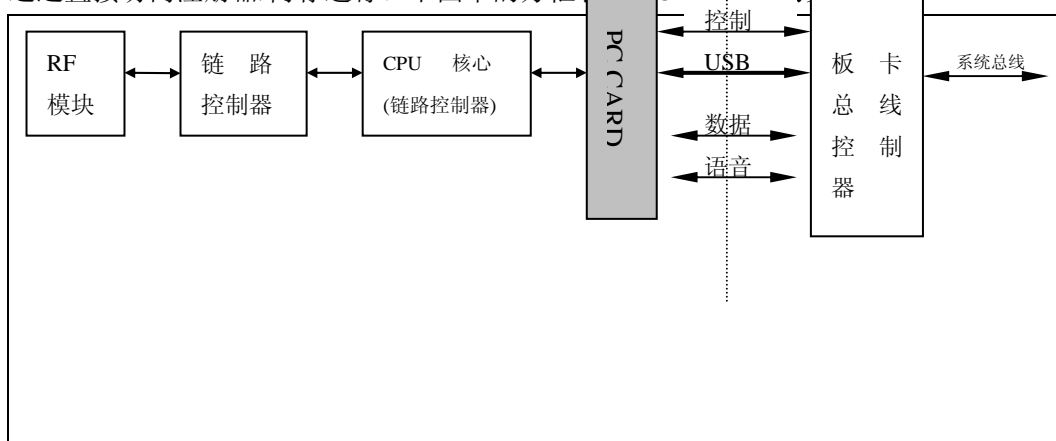 控制
RF 模块
链 路 控制器
CPU 核心 (链路控制器)
PC CARD
USB
数据
语音
板 卡 总 线 控 制 器
系统总线